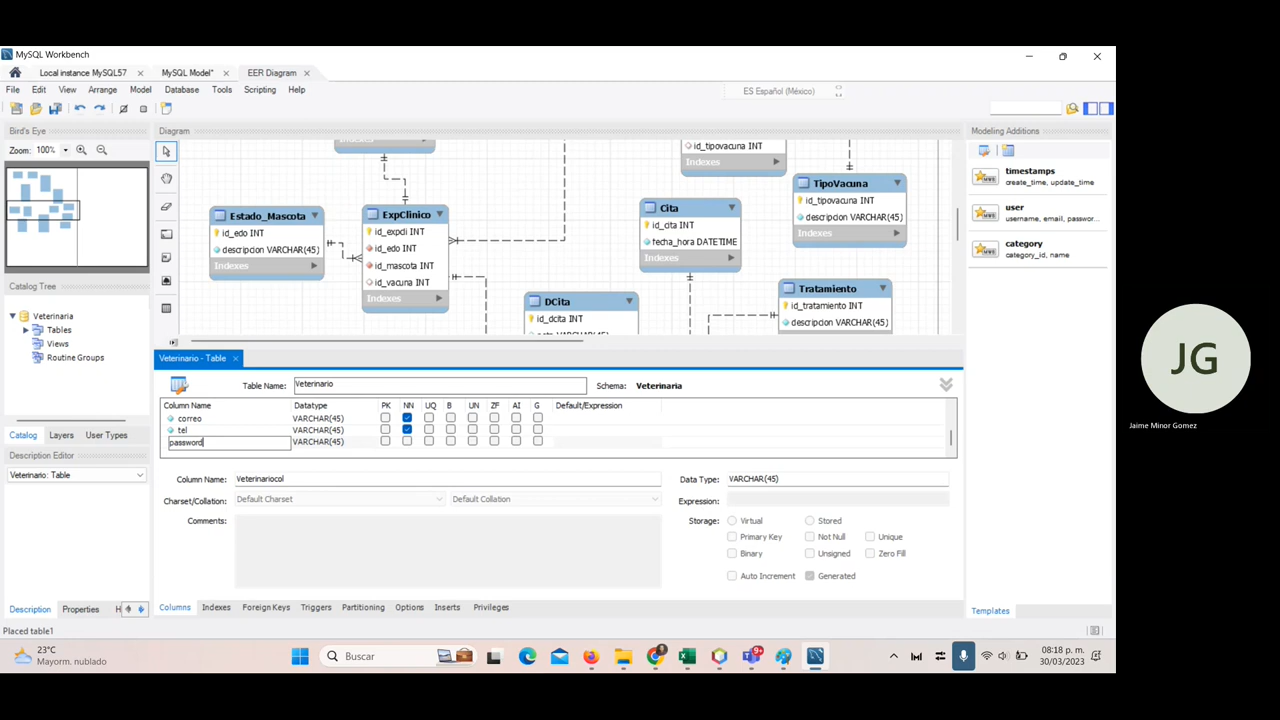 MySQL Workbench
Local instance MySQL57
MySQL Model*
EER Diagram
File Edit View Arrange Model Database Tools Scripting Help
ES Español (México)
Bird's Eye
Zoom: 100%
Diagram
Modeling Additions
timestamps
create_time, update_time
user
username, email, passwor...
category
category_id, name
Indexes
Estado_Mascota
id_edo INT
descripcion VARCHAR(45)
Indexes
ExpClinico
id_expdi INT
id_edo INT
id_mascota INT
id_vacuna INT
Indexes
id_tipovacuna INT
Indexes
Cita
id_cita INT
fecha_hora DATETIME
Indexes
TipoVacuna
id_tipovacuna INT
descripcion VARCHAR(45)
Indexes
DCita
id_dcita INT
Tratamiento
id_tratamiento INT
descripcion VARCHAR(45)
Catalog Tree
Veterinaria
Tables
Views
Routine Groups
Catalog Layers User Types
Description Editor
Veterinario: Table
Description Properties H
Veterinario - Table
Table Name: Veterinario Schema: Veterinaria
Column Name Datatype PK NN UQ B UN ZF AI G Default/Expression
correo VARCHAR(45)
tel VARCHAR(45)
password VARCHAR(45)
Column Name: Veterinariocol Data Type: VARCHAR(45)
Charset/Collation: Default Charset Default Collation Expression:
Comments: Storage: Virtual Stored
Primary Key Not Null Unique
Binary Unsigned Zero Fill
Auto Increment Generated
Columns Indexes Foreign Keys Triggers Partitioning Options Inserts Privileges
Templates
Placed table1
23°C
Mayorm. nublado
Buscar
9+
08:18 p. m.
30/03/2023
JG
Jaime Minor Gomez